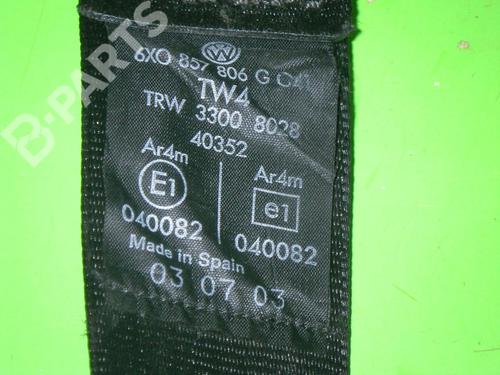 B-PARTS
6X0 857 806 G C41
TW4
TRW 3300 8028
40352
Ar4m
E1
040082
Ar4m
e1
040082
Made in Spain
03 07 03